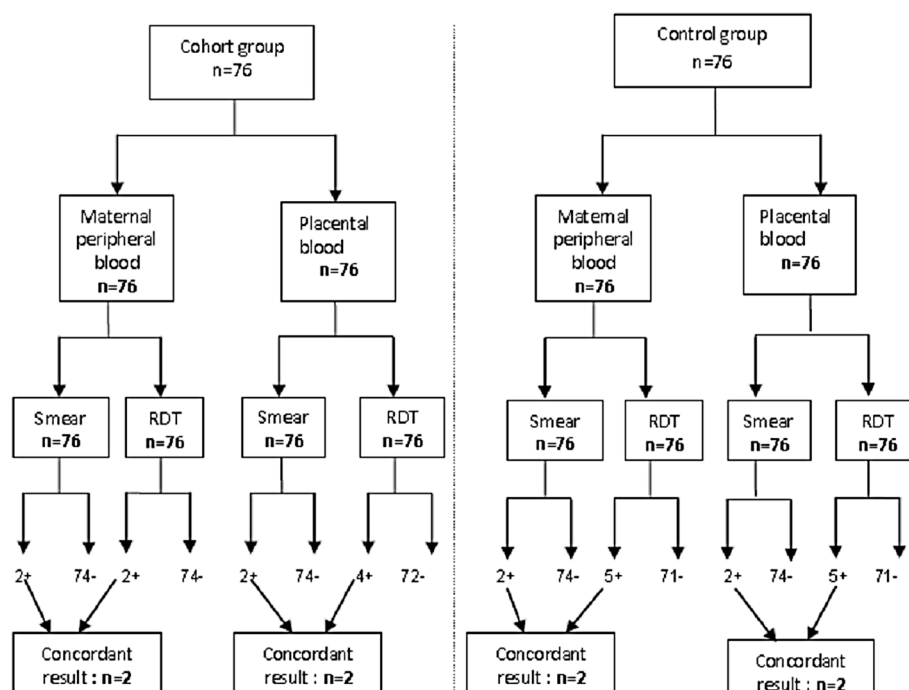 Cohort group
n=76
Control group
n=76
Maternal
peripheral
blood
n=76
Placental
blood
n=76
Maternal
peripheral
blood
n=76
Placental
blood
n=76
Smear
n=76
RDT
n=76
Smear
n=76
RDT
n=76
Smear
n=76
RDT
n=76
Smear
n=76
RDT
n=76
2+ 74- 2+ 74- 2+ 74- 4+ 72- 2+ 74- 5+ 71- 2+ 74- 5+ 71-
Concordant
result : n=2
Concordant
result : n=2
Concordant
result : n=2
Concordant
result : n=2